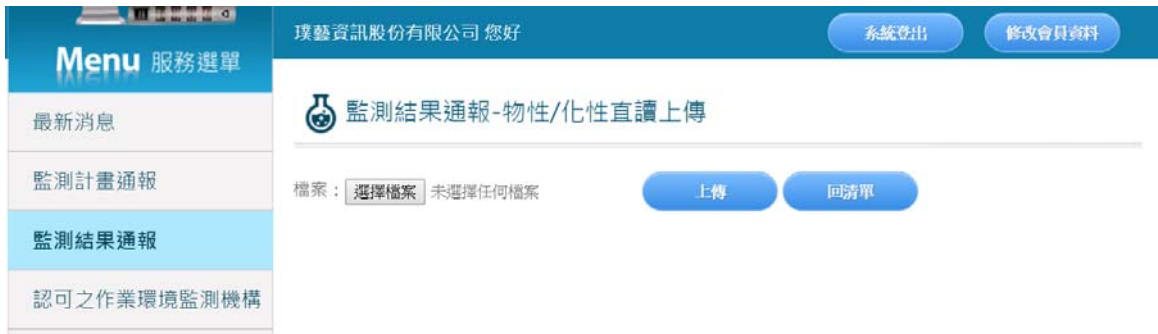 Menu 服務選單
最新消息
監測計畫通報
監測結果通報
認可之作業環境監測機構
璞藝資訊股份有限公司 您好
系統登出
修改會員資料
監測結果通報-物性/化性直讀上傳
檔案： 選擇檔案 未選擇任何檔案
上傳
回清單